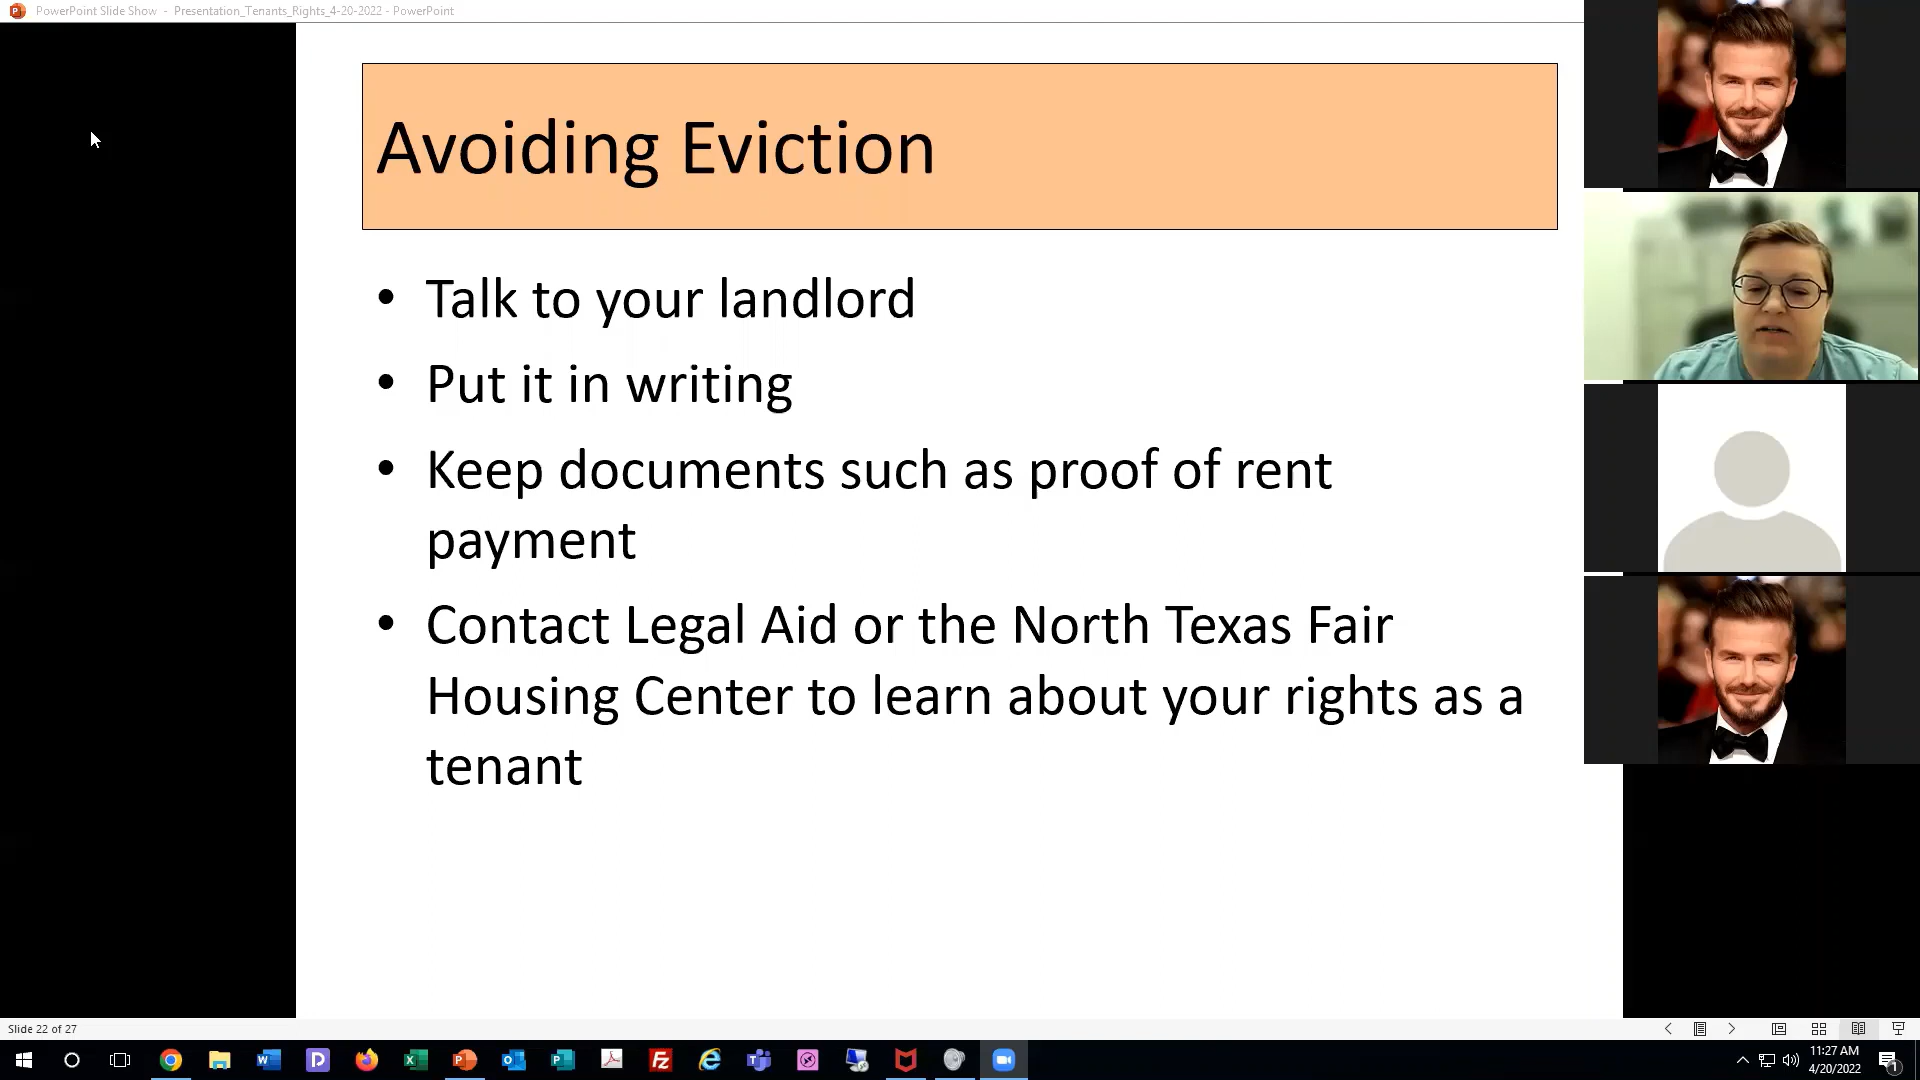 PowerPoint Slide Show - Presentation_Tenants_Rights_4-20-2022 - PowerPoint
Avoiding Eviction
• Talk to your landlord
• Put it in writing
• Keep documents such as proof of rent
payment
• Contact Legal Aid or the North Texas Fair
Housing Center to learn about your rights as a
tenant
Slide 22 of 27
11:27 AM
4/20/2022
1